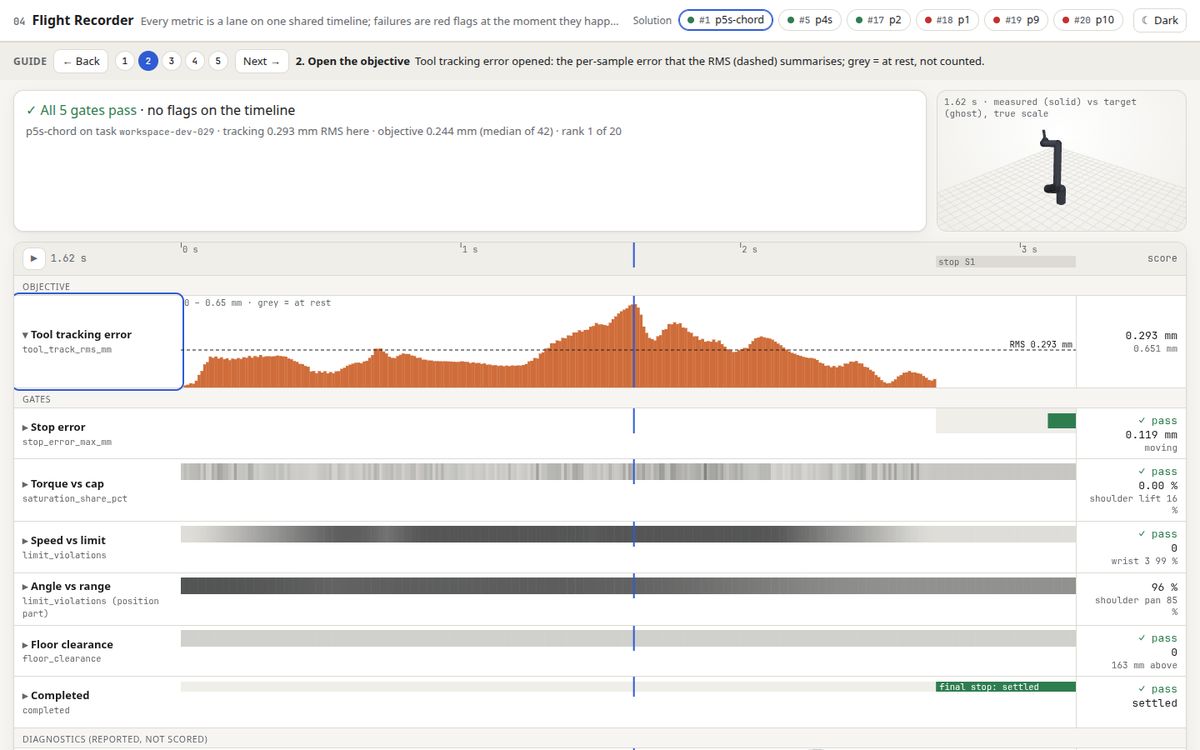 04 Flight Recorder Every metric is a lane on one shared timeline; failures are red flags at the moment they happ... Solution #1 p5s-chord #5 p4s #17 p2 #18 p1 #19 p9 #20 p10 ☾ Dark
GUIDE ← Back 1 2 3 4 5 Next → 2. Open the objective Tool tracking error opened: the per-sample error that the RMS (dashed) summarises; grey = at rest, not counted.
✓ All 5 gates pass · no flags on the timeline
p5s-chord on task workspace-dev-029 · tracking 0.293 mm RMS here · objective 0.244 mm (median of 42) · rank 1 of 20
1.62 s · measured (solid) vs target
(ghost), true scale
▶ 1.62 s 0 s 1 s 2 s 3 s score
stop S1
OBJECTIVE
0 – 0.65 mm · grey = at rest
▼ Tool tracking error
tool_track_rms_mm
RMS 0.293 mm
0.293 mm
0.651 mm
GATES
▶ Stop error
stop_error_max_mm
✓ pass
0.119 mm
moving
▶ Torque vs cap
saturation_share_pct
✓ pass
0.00 %
shoulder lift 16
%
▶ Speed vs limit
limit_violations
✓ pass
0
wrist 3 99 %
▶ Angle vs range
limit_violations (position
part)
96 %
shoulder pan 85
%
▶ Floor clearance
floor_clearance
✓ pass
0
163 mm above
▶ Completed
completed
final stop: settled
✓ pass
settled
DIAGNOSTICS (REPORTED, NOT SCORED)